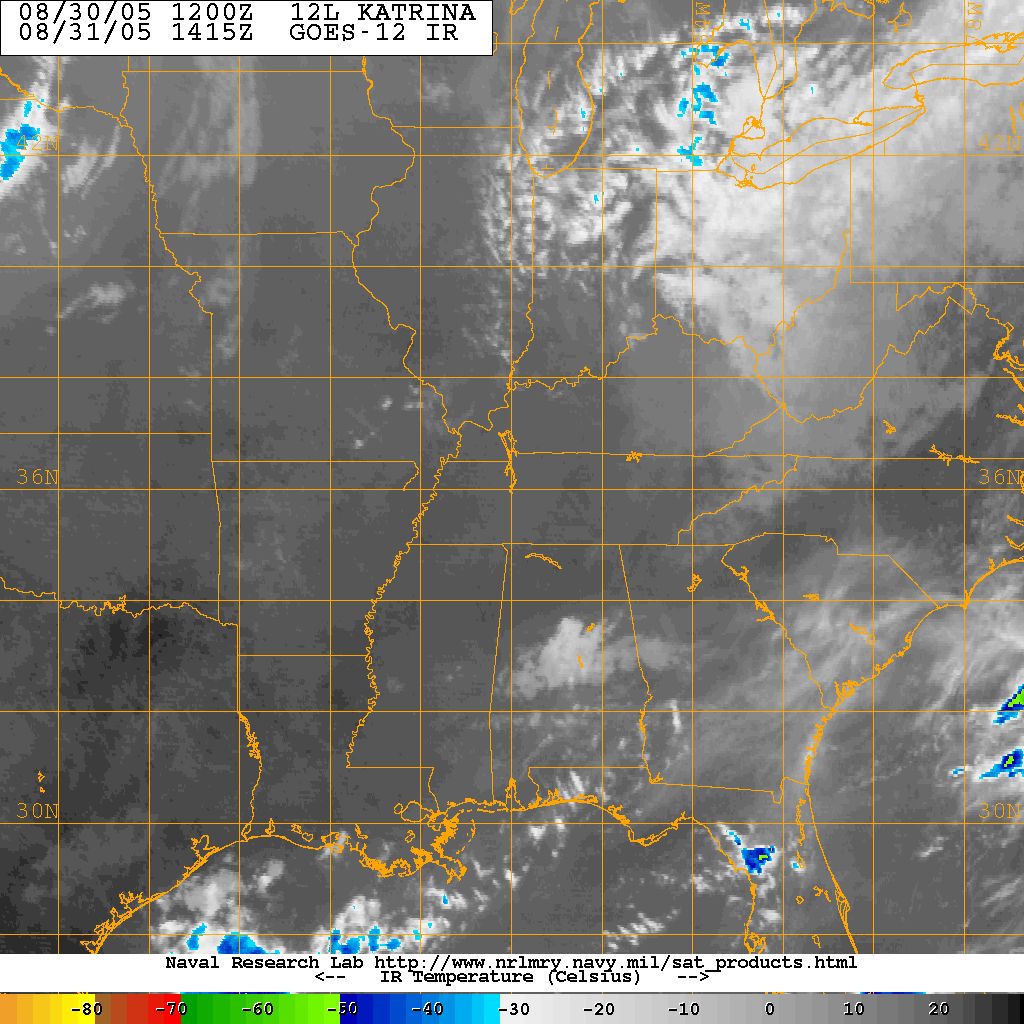 08/30/05 1200Z 12L KATRINA
08/31/05 1415Z GOES-12 IR
42N 42N
36N 36N
30N 30N
Naval Research Lab http://www.nrlmry.navy.mil/sat_products.html
<-- IR Temperature (Celsius) -->
-80 -70 -60 -50 -40 -30 -20 -10 0 10 20